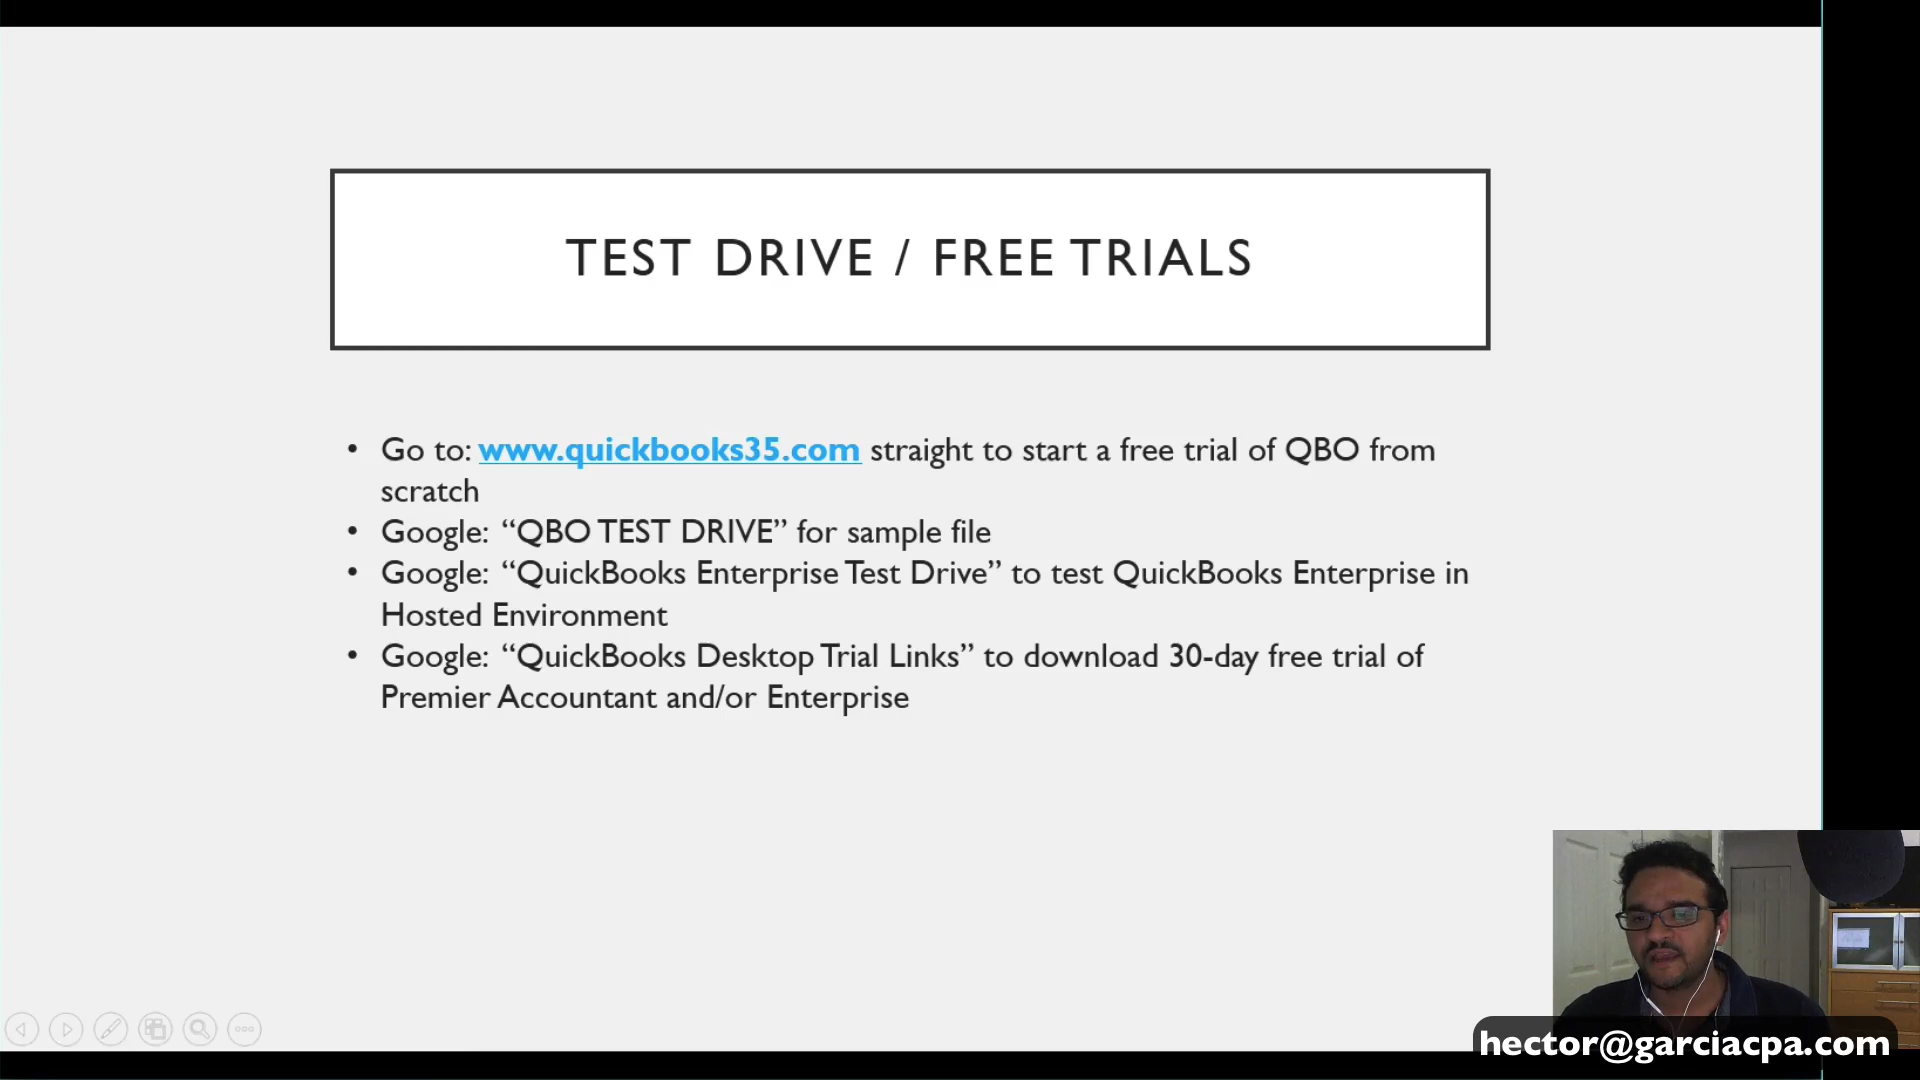 TEST DRIVE / FREE TRIALS
• Go to: www.quickbooks35.com straight to start a free trial of QBO from
scratch
• Google: “QBO TEST DRIVE” for sample file
• Google: “QuickBooks Enterprise Test Drive” to test QuickBooks Enterprise in
Hosted Environment
• Google: “QuickBooks Desktop Trial Links” to download 30-day free trial of
Premier Accountant and/or Enterprise
hector@garciacpa.com